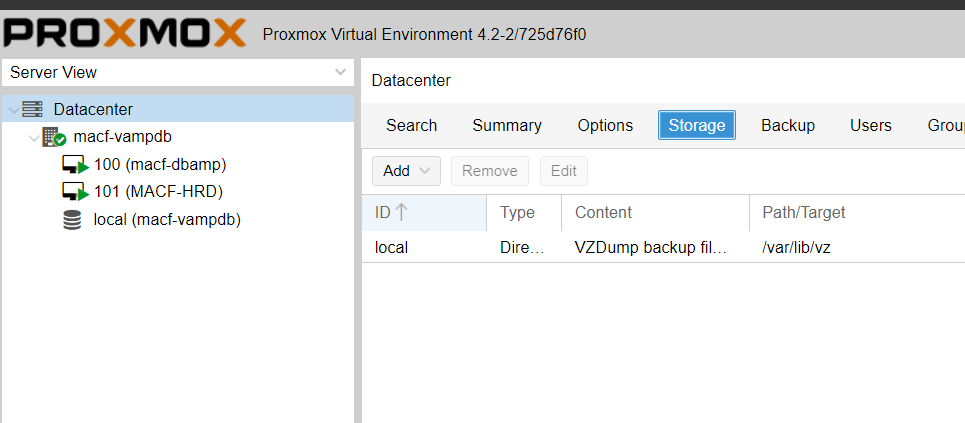 PROXMOX Proxmox Virtual Environment 4.2-2/725d76f0
Server View
Datacenter
macf-vampdb
100 (macf-dbamp)
101 (MACF-HRD)
local (macf-vampdb)
Datacenter
Search Summary Options Storage Backup Users Grou
Add Remove Edit
ID Type Content Path/Target
local Dire... VZDump backup fil... /var/lib/vz